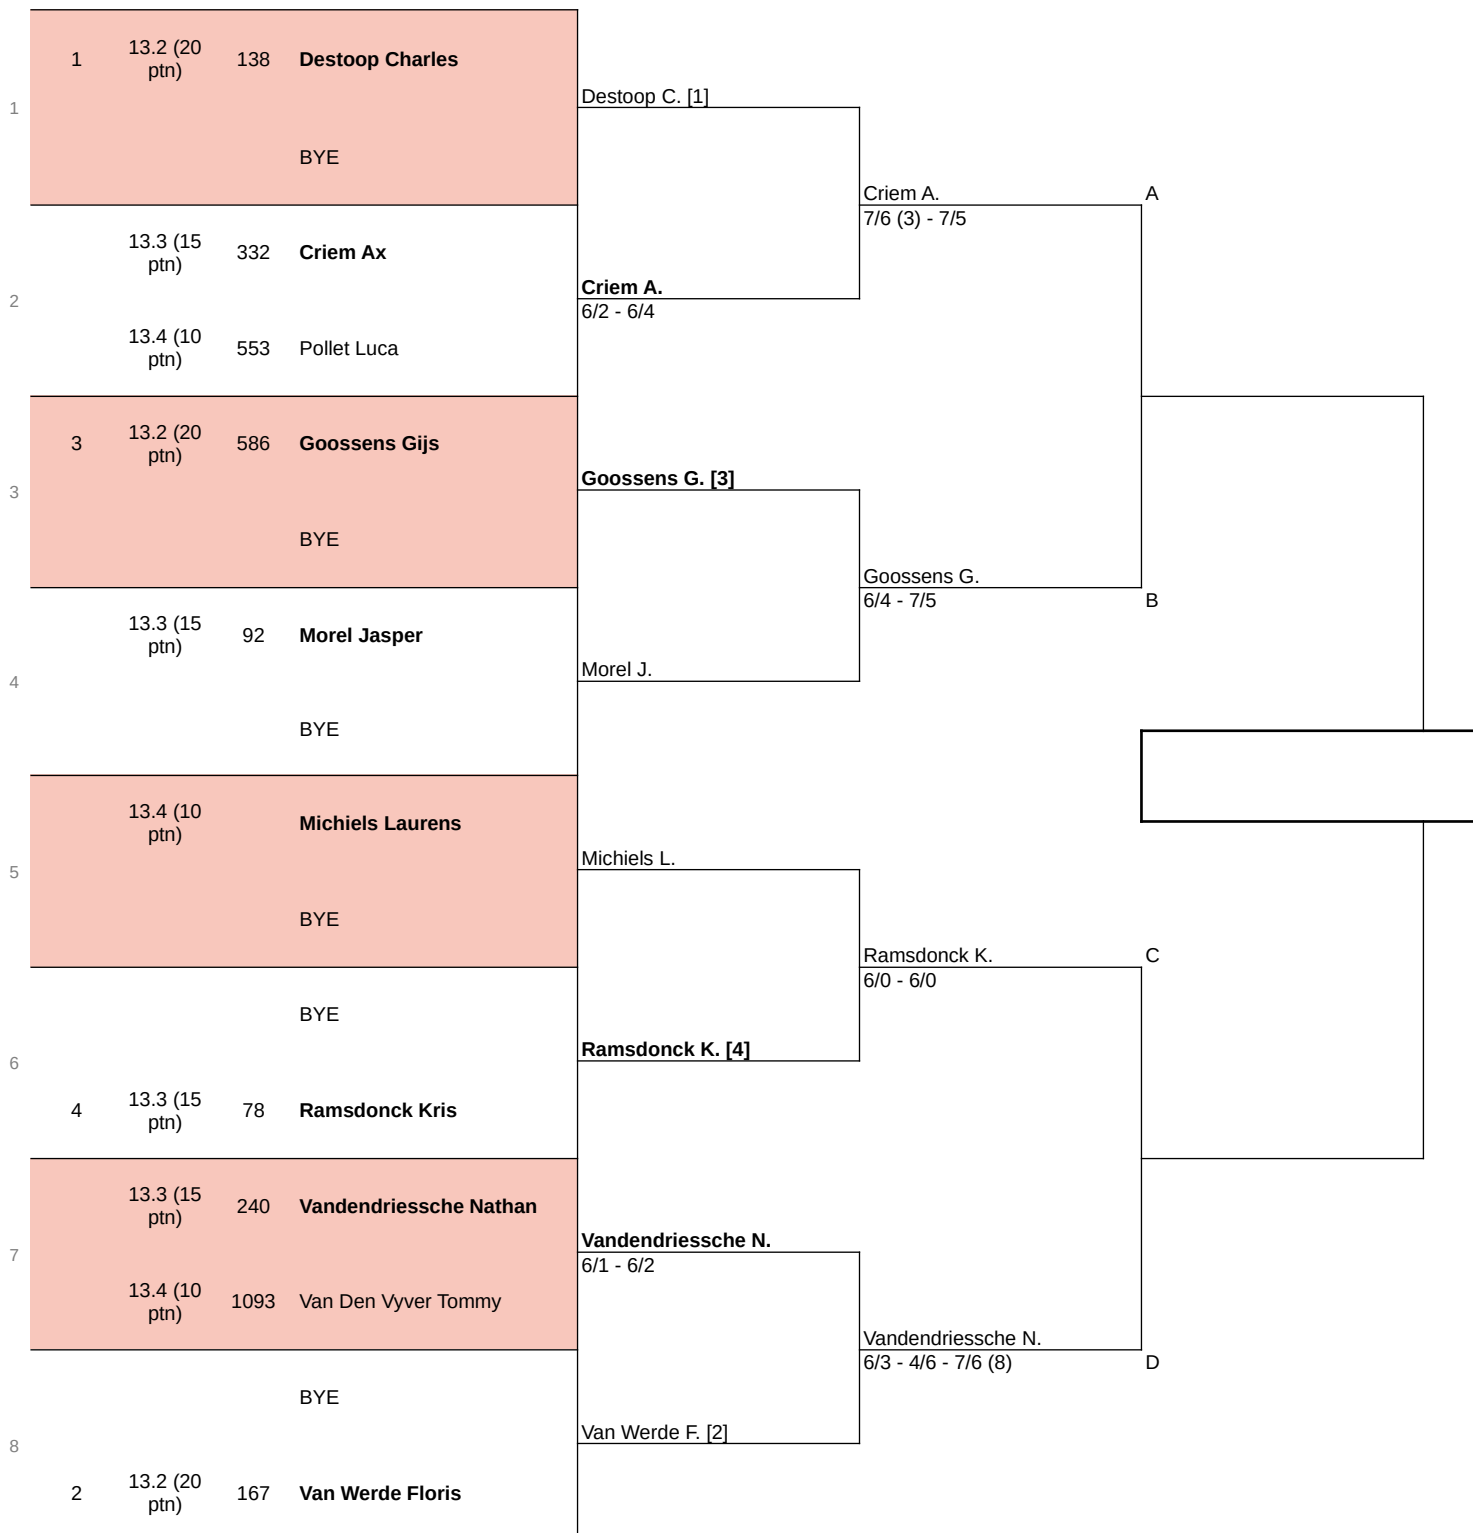 1 13.2 (20 ptn) 138 Destoop Charles
Destoop C. [1]
1
BYE
Criem A. A
7/6 (3) - 7/5
13.3 (15 ptn) 332 Criem Ax
Criem A.
2
6/2 - 6/4
13.4 (10 ptn) 553 Pollet Luca
3 13.2 (20 ptn) 586 Goossens Gijs
Goossens G. [3]
3
BYE
Goossens G.
6/4 - 7/5 B
13.3 (15 ptn) 92 Morel Jasper
Morel J.
4
BYE
13.4 (10 ptn) Michiels Laurens
Michiels L.
5
BYE
Ramsdonck K. C
6/0 - 6/0
BYE
Ramsdonck K. [4]
6
4 13.3 (15 ptn) 78 Ramsdonck Kris
13.3 (15 ptn) 240 Vandendriessche Nathan
Vandendriessche N.
7
6/1 - 6/2
13.4 (10 ptn) 1093 Van Den Vyver Tommy
Vandendriessche N.
6/3 - 4/6 - 7/6 (8) D
BYE
Van Werde F. [2]
8
2 13.2 (20 ptn) 167 Van Werde Floris